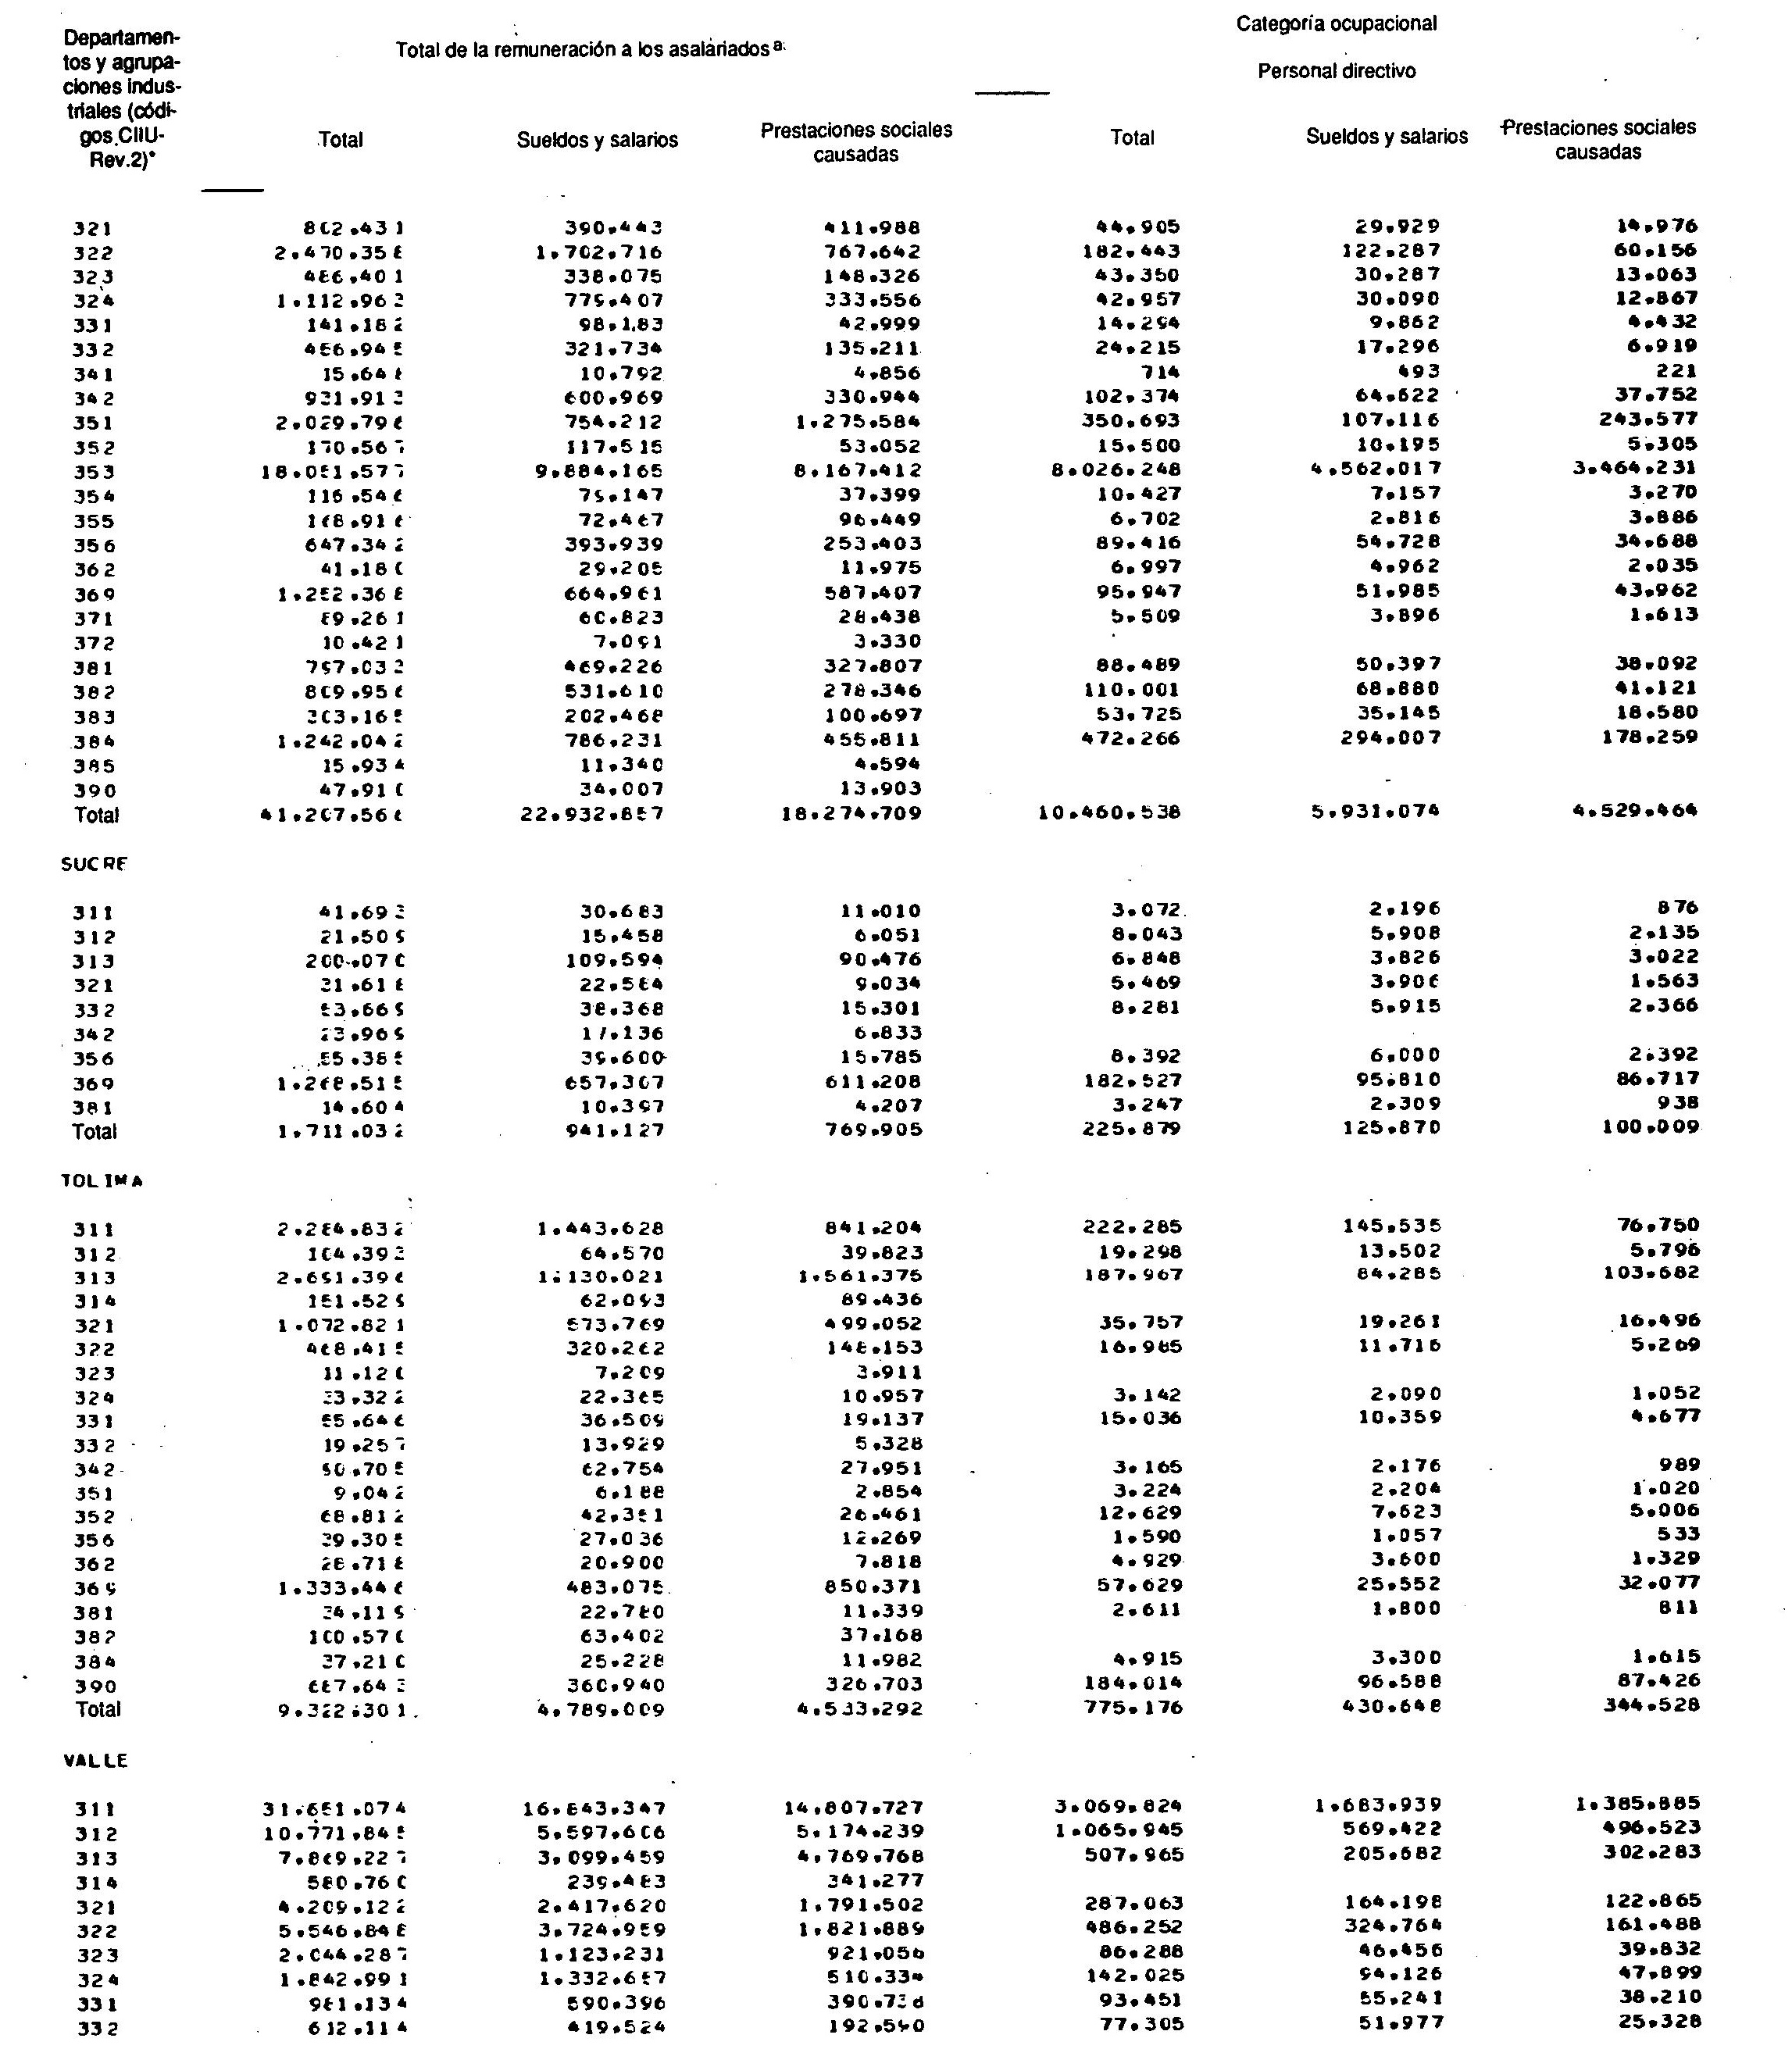 Categoría ocupacional
Departamentos y agrupaciones industriales (códigos CIIU-Rev.2)* Total de la remuneración a los asalariados a Personal directivo
Total Sueldos y salarios Prestaciones sociales causadas Total Sueldos y salarios Prestaciones sociales causadas
321 802.431 390.443 411.988 44.905 29.929 14.976
322 2.470.358 1.702.716 767.642 182.443 122.287 60.156
323 486.401 338.075 148.326 43.350 30.287 13.063
324 1.112.963 779.407 333.556 42.957 30.090 12.867
331 141.182 98.183 42.999 14.294 9.862 4.432
332 456.945 321.734 135.211 24.215 17.296 6.919
341 15.648 10.792 4.856 714 493 221
342 931.913 600.969 330.944 102.374 64.622 37.752
351 2.029.796 754.212 1.275.584 350.693 107.116 243.577
352 170.567 117.515 53.052 15.500 10.195 5.305
353 18.051.577 9.884.165 8.167.412 8.026.248 4.562.017 3.464.231
354 116.546 79.147 37.399 10.427 7.157 3.270
355 168.916 72.467 96.449 6.702 2.816 3.886
356 647.342 393.939 253.403 89.416 54.728 34.688
362 41.180 29.205 11.975 6.997 4.962 2.035
369 1.252.368 664.961 587.407 95.947 51.985 43.962
371 89.261 60.823 28.438 5.509 3.896 1.613
372 10.421 7.091 3.330
381 797.033 469.226 327.807 88.489 50.397 38.092
382 809.956 531.610 278.346 110.001 68.880 41.121
383 303.165 202.468 100.697 53.725 35.145 18.580
384 1.242.042 786.231 455.811 472.266 294.007 178.259
385 15.934 11.340 4.594
390 47.910 34.007 13.903
Total 41.207.566 22.932.857 18.274.709 10.460.538 5.931.074 4.529.464
SUCRE
311 41.693 30.683 11.010 3.072 2.196 876
312 21.509 15.458 6.051 8.043 5.908 2.135
313 200.070 109.594 90.476 6.848 3.826 3.022
321 31.618 22.584 9.034 5.469 3.906 1.563
332 53.669 38.368 15.301 8.281 5.915 2.366
342 23.969 17.136 6.833
356 55.385 39.600 15.785 8.392 6.000 2.392
369 1.268.515 657.307 611.208 182.527 95.810 86.717
381 14.604 10.397 4.207 3.247 2.309 938
Total 1.711.032 941.127 769.905 225.879 125.870 100.009
TOLIMA
311 2.284.832 1.443.628 841.204 222.285 145.535 76.750
312 104.393 64.570 39.823 19.298 13.502 5.796
313 2.691.396 1.130.021 1.561.375 187.967 84.285 103.682
314 151.529 62.093 89.436
321 1.072.821 573.769 499.052 35.757 19.261 16.496
322 468.415 320.262 148.153 16.985 11.716 5.269
323 11.120 7.209 3.911
324 33.322 22.365 10.957 3.142 2.090 1.052
331 55.646 36.509 19.137 15.036 10.359 4.677
332 19.257 13.929 5.328
342 90.705 62.754 27.951 3.165 2.176 989
351 9.042 6.188 2.854 3.224 2.204 1.020
352 68.812 42.351 26.461 12.629 7.623 5.006
356 39.305 27.036 12.269 1.590 1.057 533
362 28.718 20.900 7.818 4.929 3.600 1.329
369 1.333.446 483.075 850.371 57.629 25.552 32.077
381 34.119 22.780 11.339 2.611 1.800 811
382 100.570 63.402 37.168
384 37.210 25.228 11.982 4.915 3.300 1.615
390 687.643 360.940 326.703 184.014 96.588 87.426
Total 9.322.301 4.789.009 4.533.292 775.176 430.648 344.528
VALLE
311 31.651.074 16.843.347 14.807.727 3.069.824 1.683.939 1.385.885
312 10.771.845 5.597.606 5.174.239 1.065.945 569.422 496.523
313 7.869.227 3.099.459 4.769.768 507.965 205.682 302.283
314 580.760 239.483 341.277
321 4.209.122 2.417.620 1.791.502 287.063 164.198 122.865
322 5.546.848 3.724.959 1.821.889 486.252 324.764 161.488
323 2.044.287 1.123.231 921.056 86.288 46.456 39.832
324 1.842.991 1.332.657 510.334 142.025 94.126 47.899
331 981.134 590.396 390.738 93.451 55.241 38.210
332 612.114 419.524 192.590 77.305 51.977 25.328